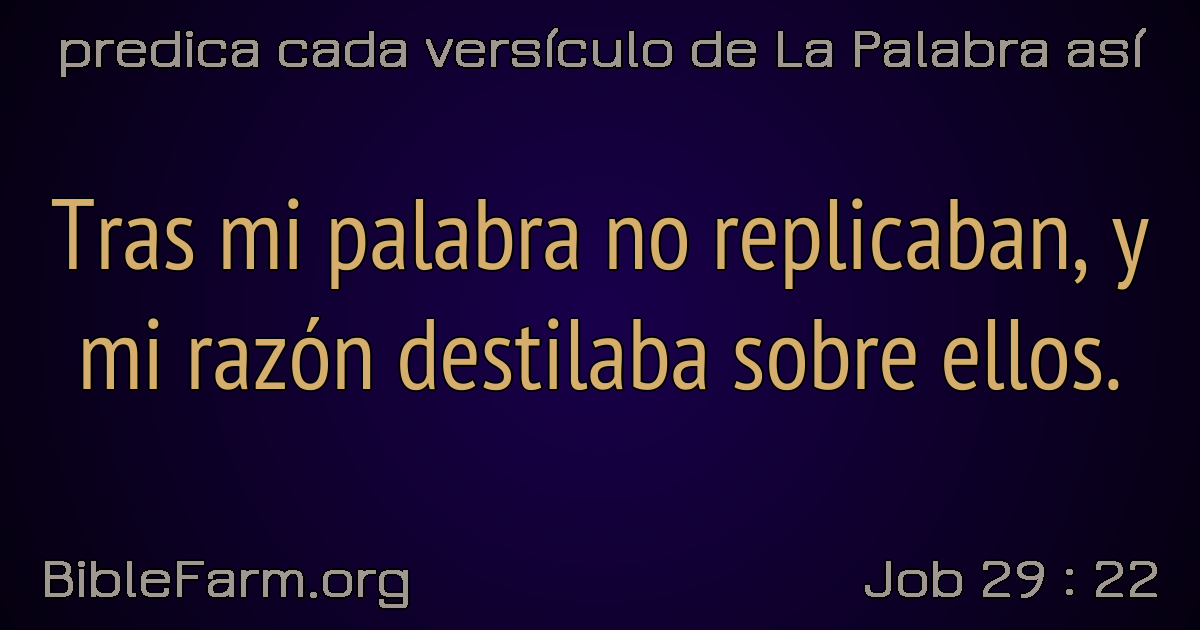 predica cada versículo de La Palabra así
Tras mi palabra no replicaban, y
mi razón destilaba sobre ellos.
BibleFarm.org
Job 29 : 22